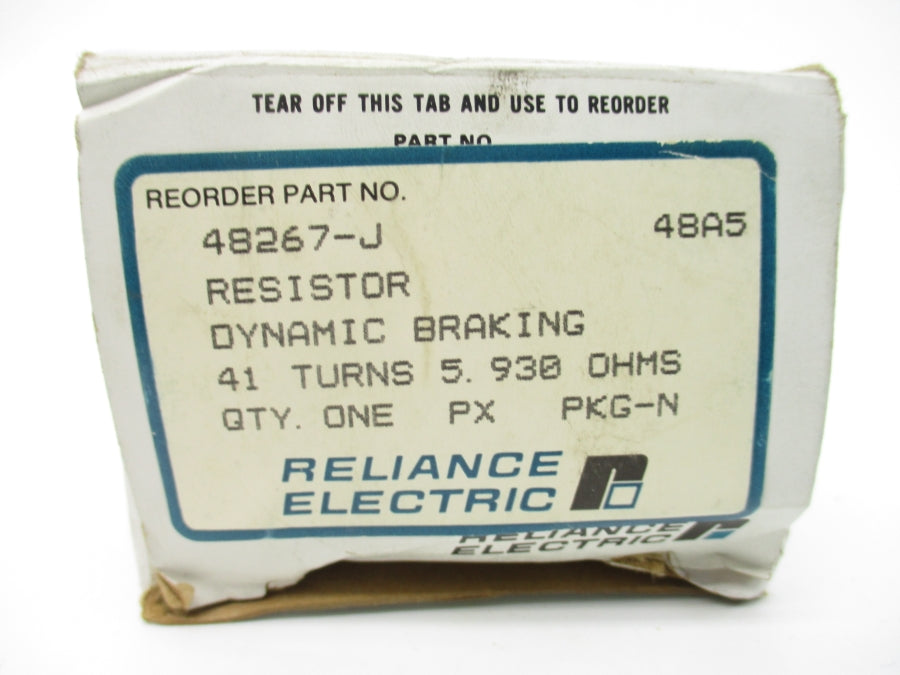 TEAR OFF THIS TAB AND USE TO REORDER
PART NO.
REORDER PART NO.
48267-J 48A5
RESISTOR
DYNAMIC BRAKING
41 TURNS 5.930 OHMS
QTY. ONE PX PKG-N
RELIANCE
ELECTRIC
RELIANCE
ELECTRIC